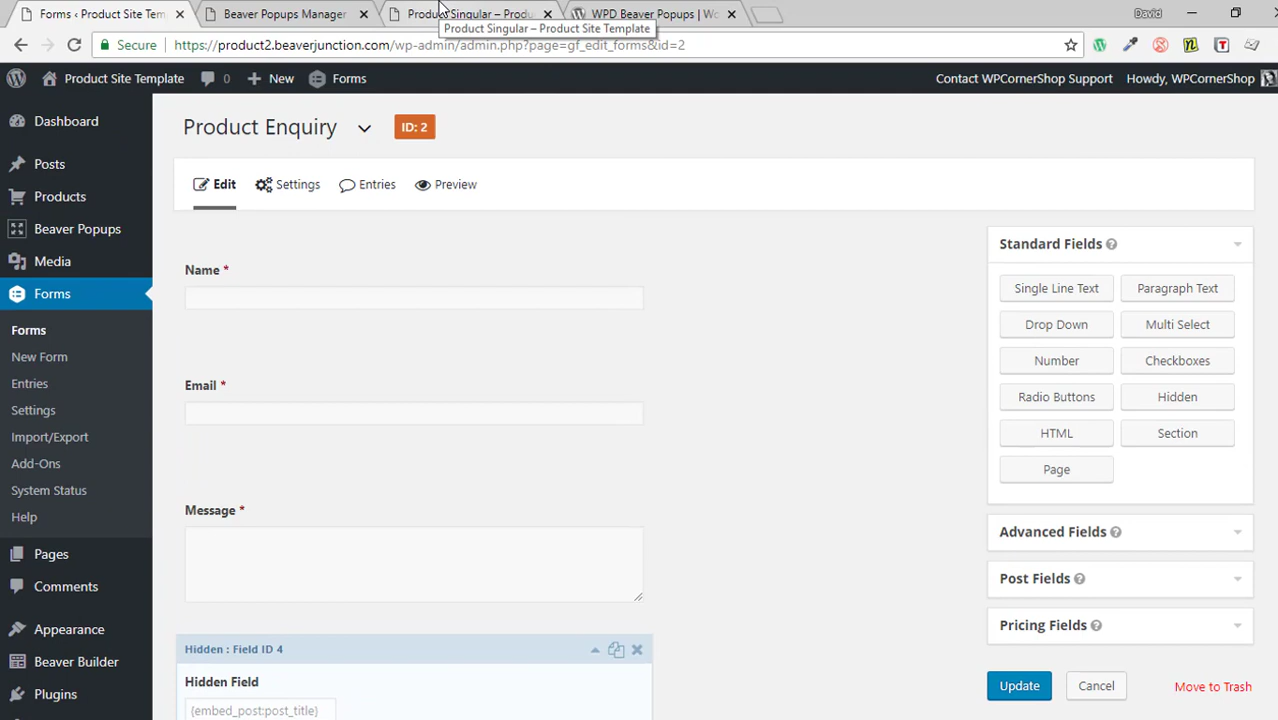 Forms ‹ Product Site Tem
Beaver Popups Manager
Product Singular – Produ
WPD Beaver Popups | Wo
David
Product Singular – Product Site Template
Secure
https://product2.beaverjunction.com/wp-admin/admin.php?page=gf_edit_forms&id=2
Product Site Template
0
New
Forms
Contact WPCornerShop Support
Howdy, WPCornerShop
Dashboard
Posts
Products
Beaver Popups
Media
Forms
Forms
New Form
Entries
Settings
Import/Export
Add-Ons
System Status
Help
Pages
Comments
Appearance
Beaver Builder
Plugins
Product Enquiry
ID: 2
Edit
Settings
Entries
Preview
Name *
Email *
Message *
Hidden : Field ID 4
Hidden Field
{embed_post:post_title}
Standard Fields
Single Line Text
Paragraph Text
Drop Down
Multi Select
Number
Checkboxes
Radio Buttons
Hidden
HTML
Section
Page
Advanced Fields
Post Fields
Pricing Fields
Update
Cancel
Move to Trash